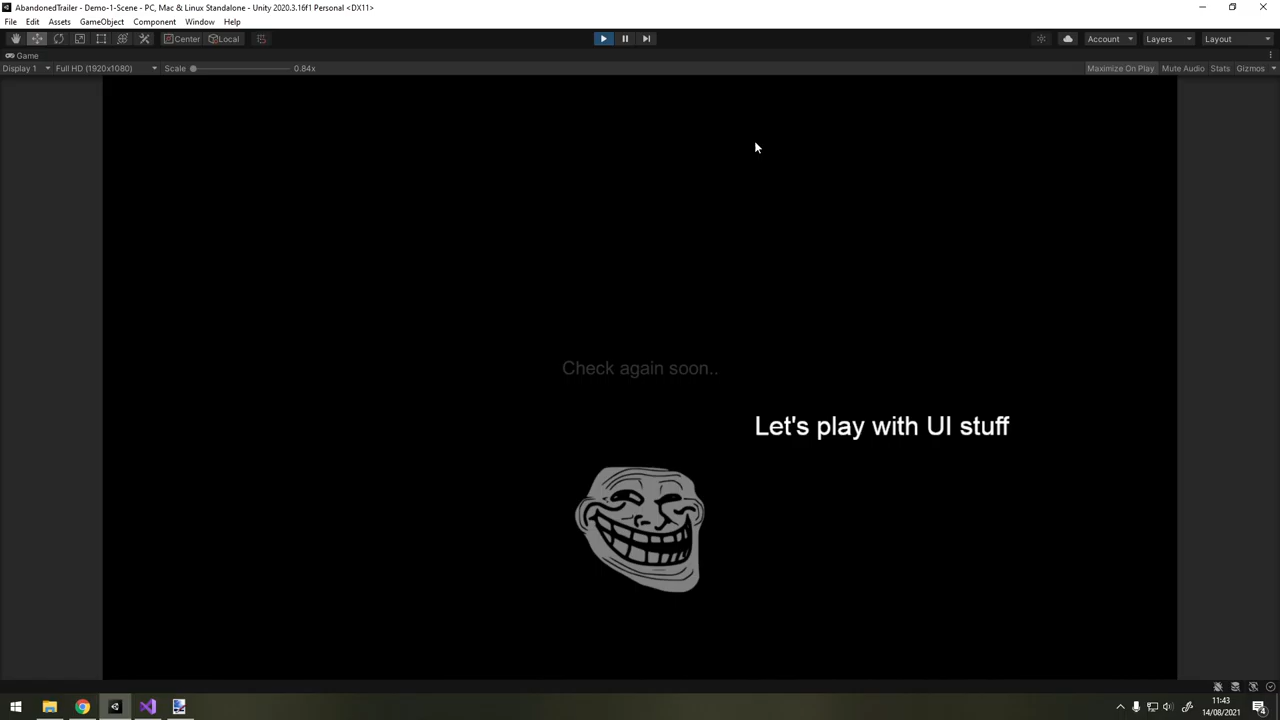 AbandonedTrailer - Demo-1-Scene - PC, Mac & Linux Standalone - Unity 2020.3.16f1 Personal <DX11>
File Edit Assets GameObject Component Window Help
Center Local Account Layers Layout
Game
Display 1 Full HD (1920x1080) Scale 0.84x Maximize On Play Mute Audio Stats Gizmos
Check again soon..
Let's play with UI stuff
11:43
14/08/2021
4